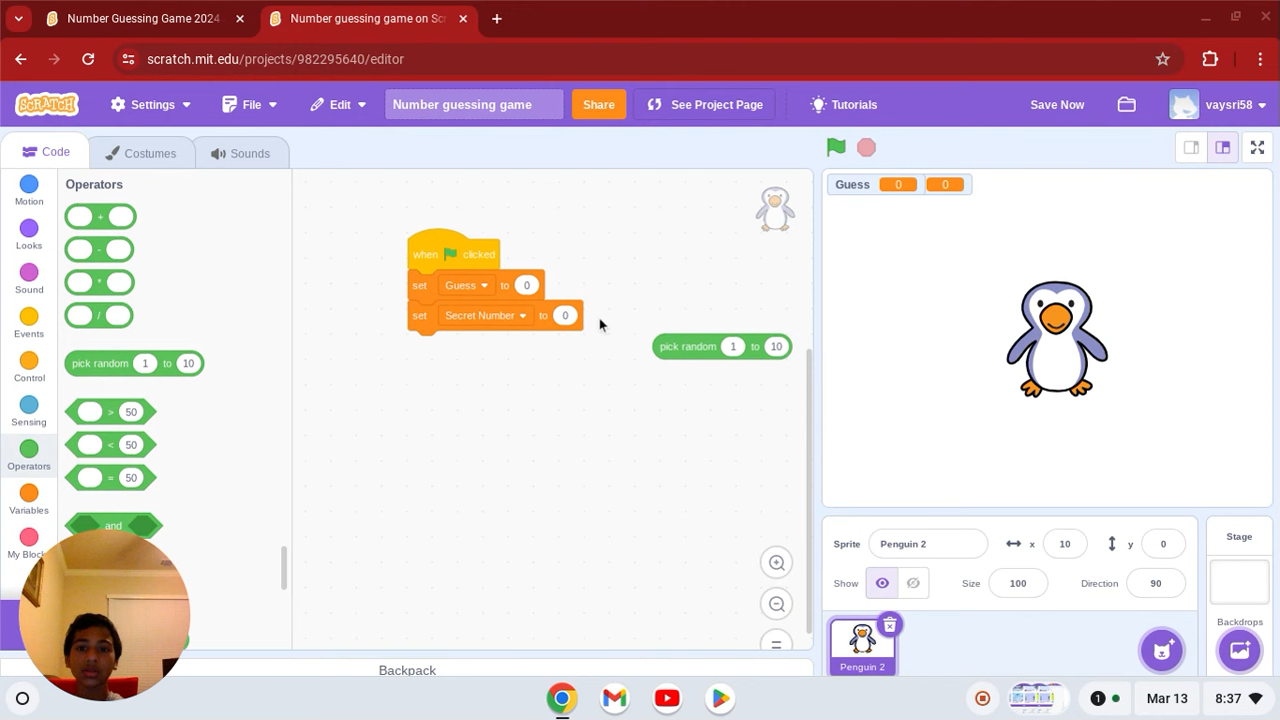 Number Guessing Game 2024
Number guessing game on Scr
scratch.mit.edu/projects/982295640/editor
SCRATCH
Settings
File
Edit
Number guessing game
Share
See Project Page
Tutorials
Save Now
vaysri58
Code
Costumes
Sounds
Motion
Looks
Sound
Events
Control
Sensing
Operators
Variables
My Block
Operators
+
-
*
/
pick random 1 to 10
> 50
< 50
= 50
and
when clicked
set Guess to 0
set Secret Number to 0
pick random 1 to 10
Guess 0 0
Sprite Penguin 2 x 10 y 0
Show Size 100 Direction 90
Penguin 2
Stage
Backdrops
Backpack
1
Mar 13
8:37